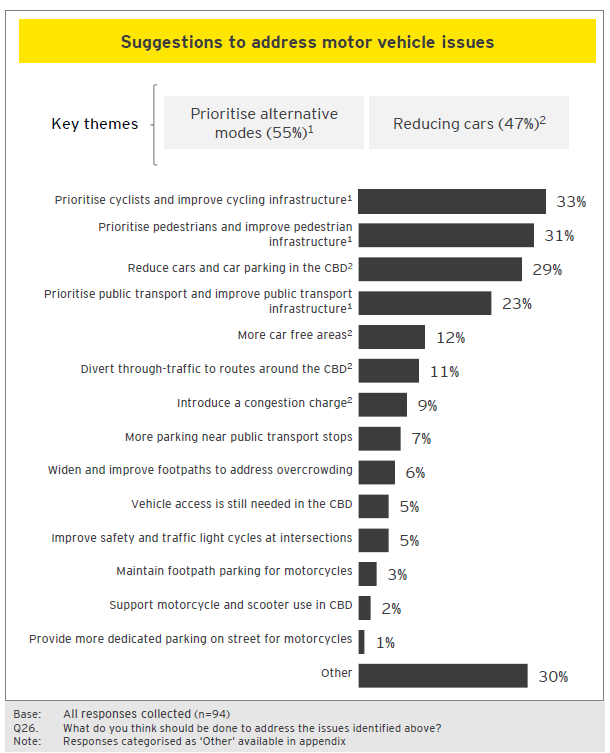 Suggestions to address motor vehicle issues
Key themes
Prioritise alternative
modes (55%)¹
Reducing cars (47%)²
Prioritise cyclists and improve cycling infrastructure¹ 33%
Prioritise pedestrians and improve pedestrian
infrastructure¹ 31%
Reduce cars and car parking in the CBD² 29%
Prioritise public transport and improve public transport
infrastructure¹ 23%
More car free areas² 12%
Divert through-traffic to routes around the CBD² 11%
Introduce a congestion charge² 9%
More parking near public transport stops 7%
Widen and improve footpaths to address overcrowding 6%
Vehicle access is still needed in the CBD 5%
Improve safety and traffic light cycles at intersections 5%
Maintain footpath parking for motorcycles 3%
Support motorcycle and scooter use in CBD 2%
Provide more dedicated parking on street for motorcycles 1%
Other 30%
Base: All responses collected (n=94)
Q26. What do you think should be done to address the issues identified above?
Note: Responses categorised as 'Other' available in appendix